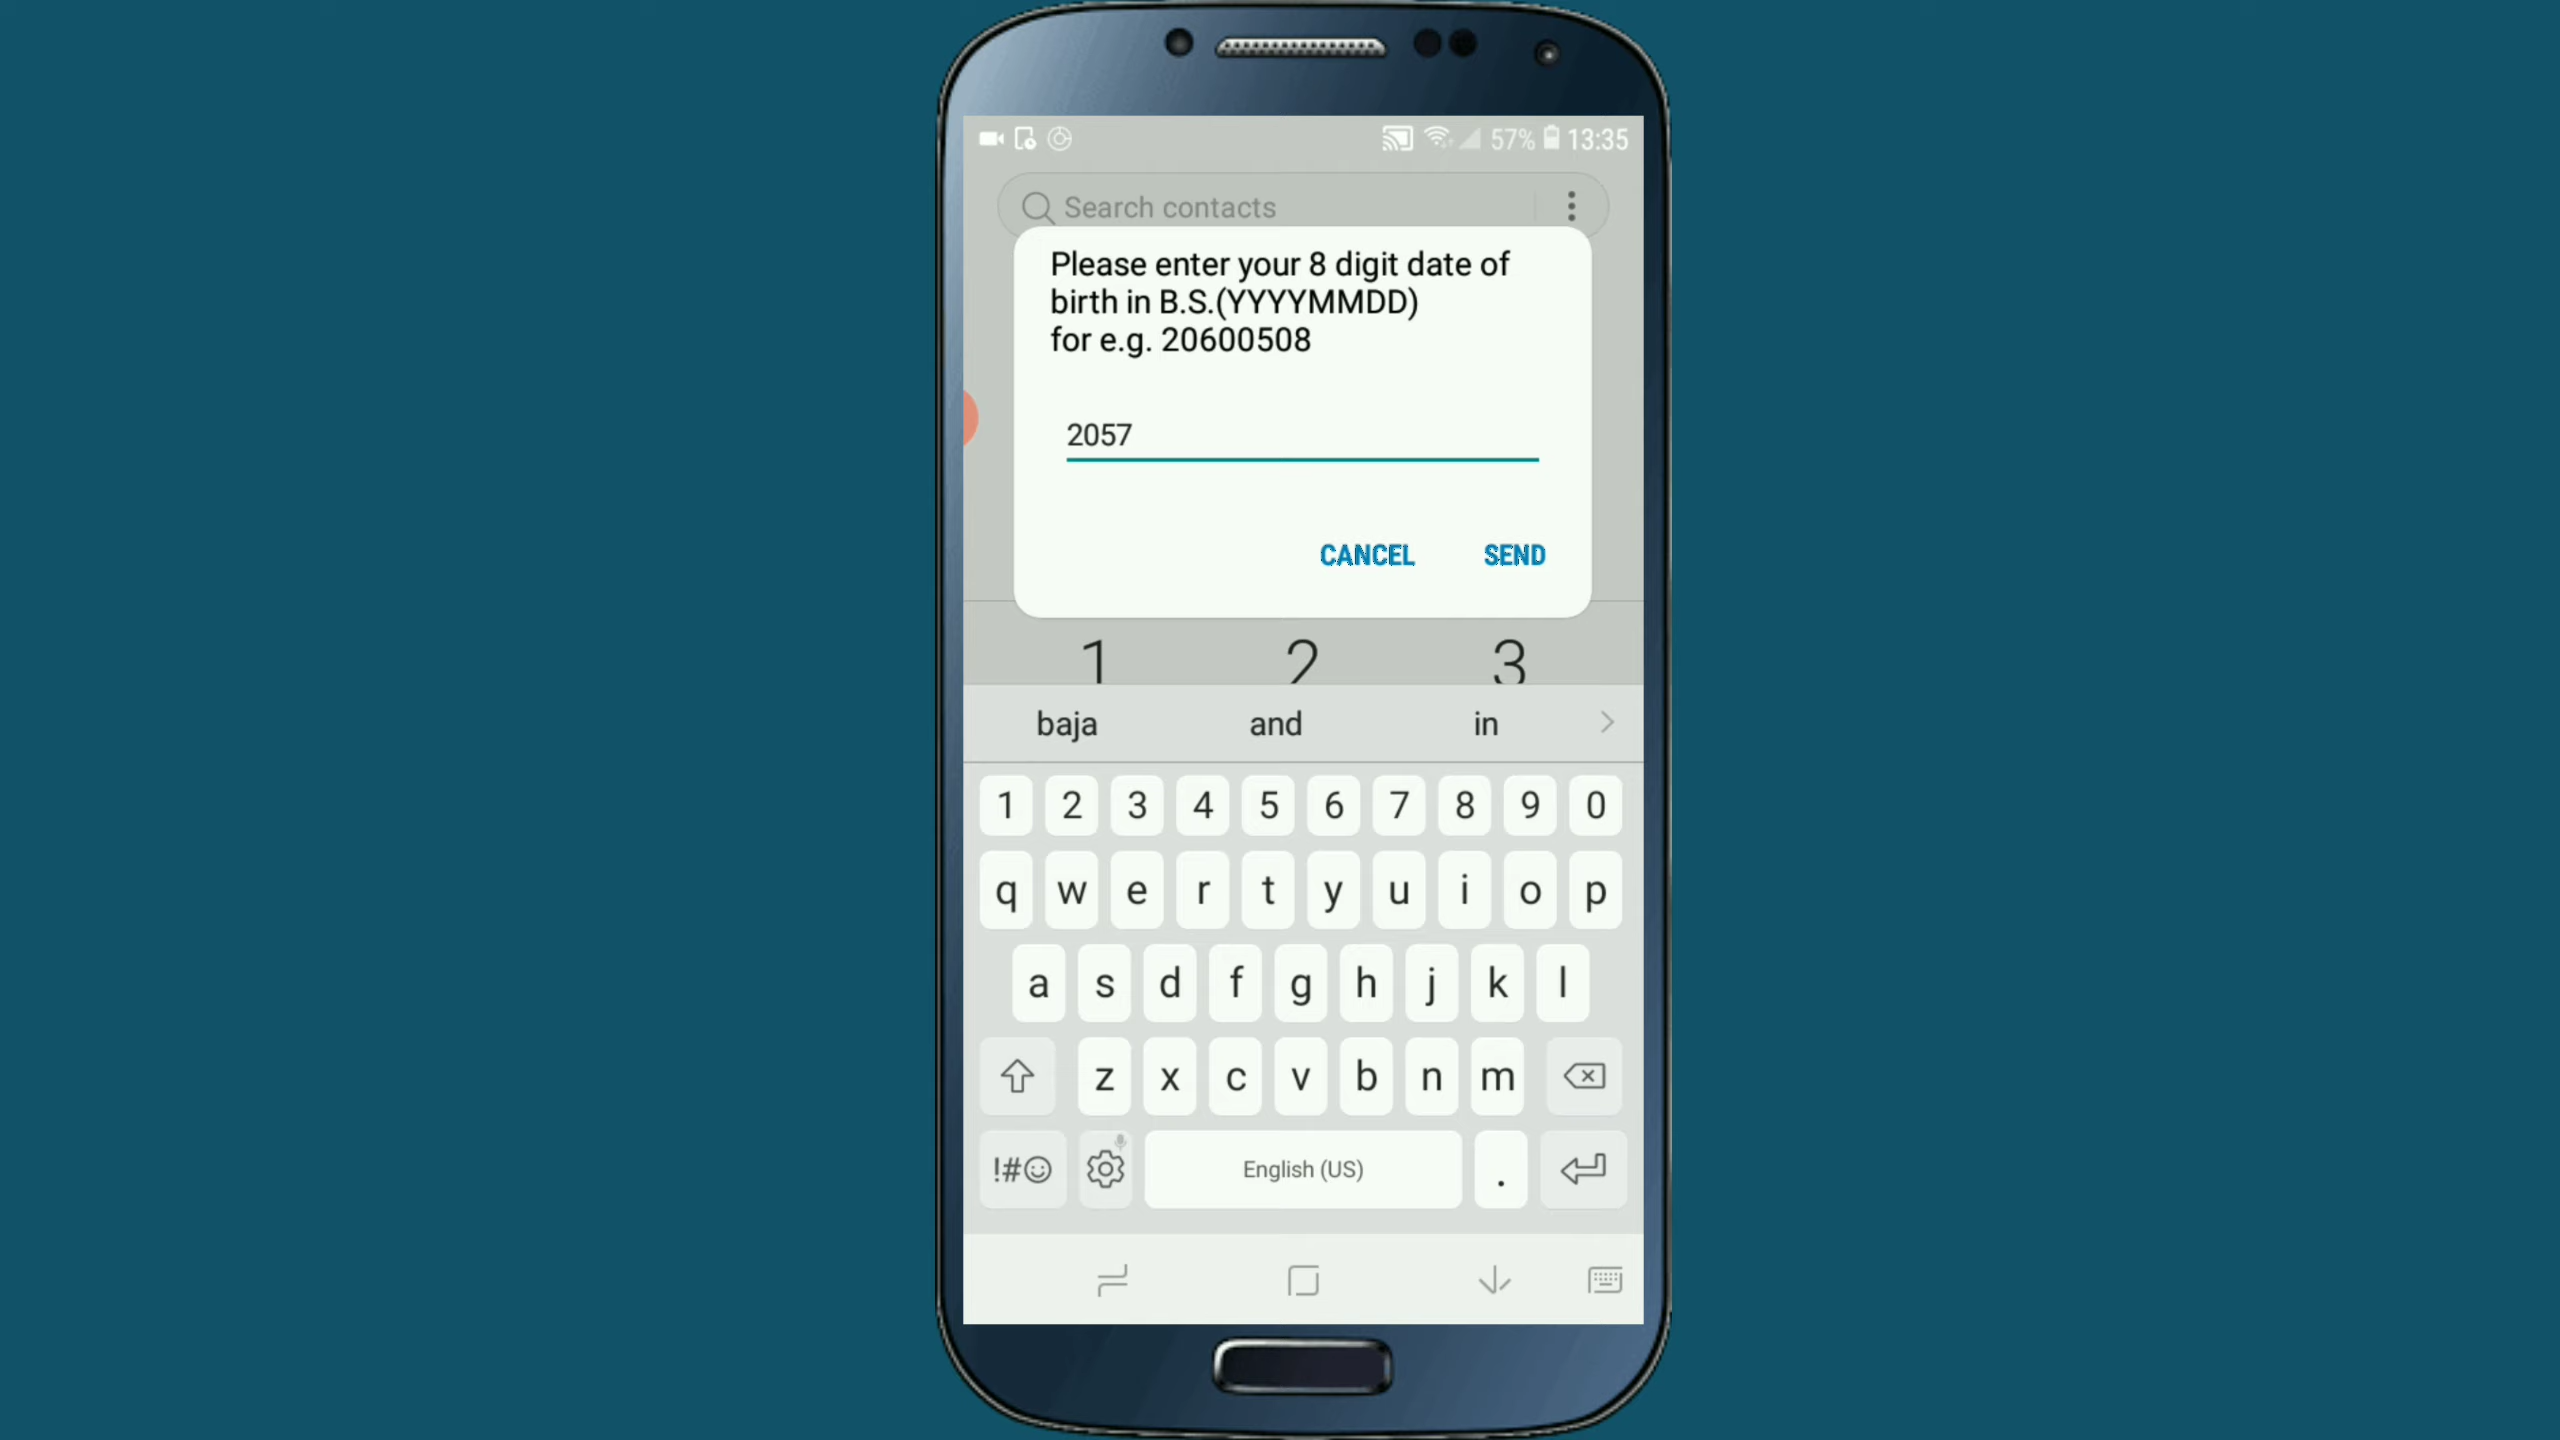 57% 13:35
Search contacts
Please enter your 8 digit date of
birth in B.S.(YYYYMMDD)
for e.g. 20600508
2057
CANCEL SEND
1 2 3
baja and in
1 2 3 4 5 6 7 8 9 0
q w e r t y u i o p
a s d f g h j k l
z x c v b n m
!#☺ English (US) .